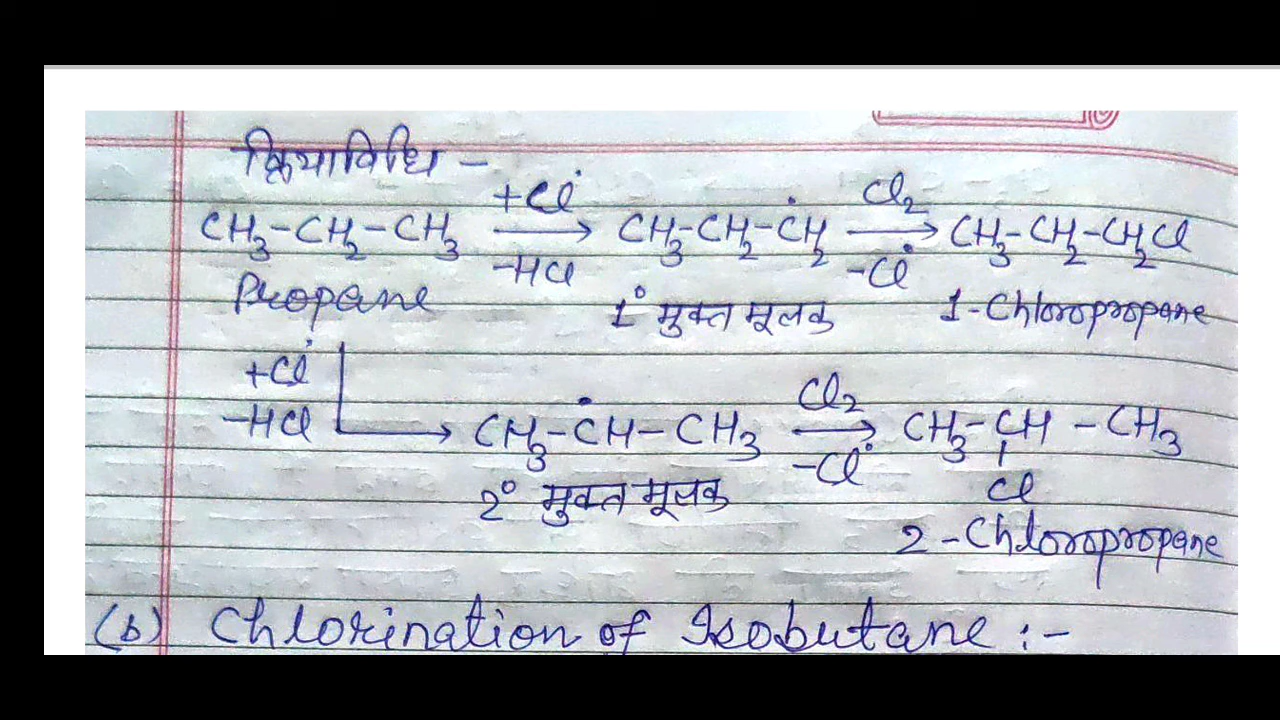 क्रियाविधि -
CH₃-CH₂-CH₃ +Cl• → -HCl CH₃-CH₂-ĊH₂ Cl₂ → -Cl• CH₃-CH₂-CH₂Cl
Propane 1° मुक्त मूलक 1-Chloropropane
+Cl•
-HCl → CH₃-ĊH-CH₃ Cl₂ → -Cl• CH₃-CH-CH₃
2° मुक्त मूलक Cl
2-Chloropropane
(b) Chlorination of Isobutane :-